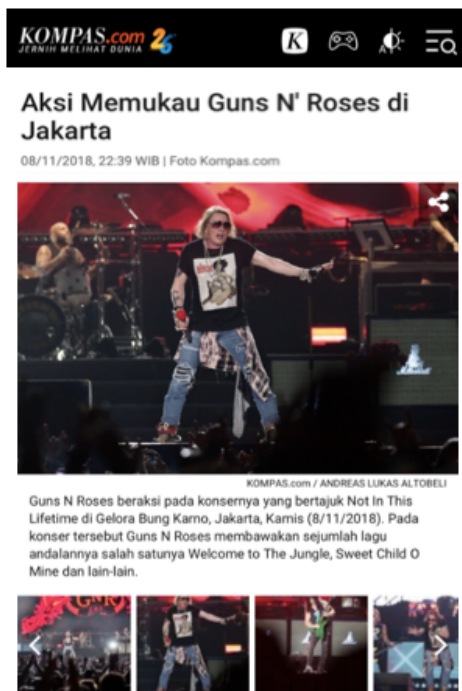 KOMPAS.com 26
JERNIH MELIHAT DUNIA
K
A
Aksi Memukau Guns N' Roses di
Jakarta
08/11/2018, 22:39 WIB | Foto Kompas.com
KOMPAS.com / ANDREAS LUKAS ALTOBELI
Guns N Roses beraksi pada konsernya yang bertajuk Not In This
Lifetime di Gelora Bung Karno, Jakarta, Kamis (8/11/2018). Pada
konser tersebut Guns N Roses membawakan sejumlah lagu
andalannya salah satunya Welcome to The Jungle, Sweet Child O
Mine dan lain-lain.